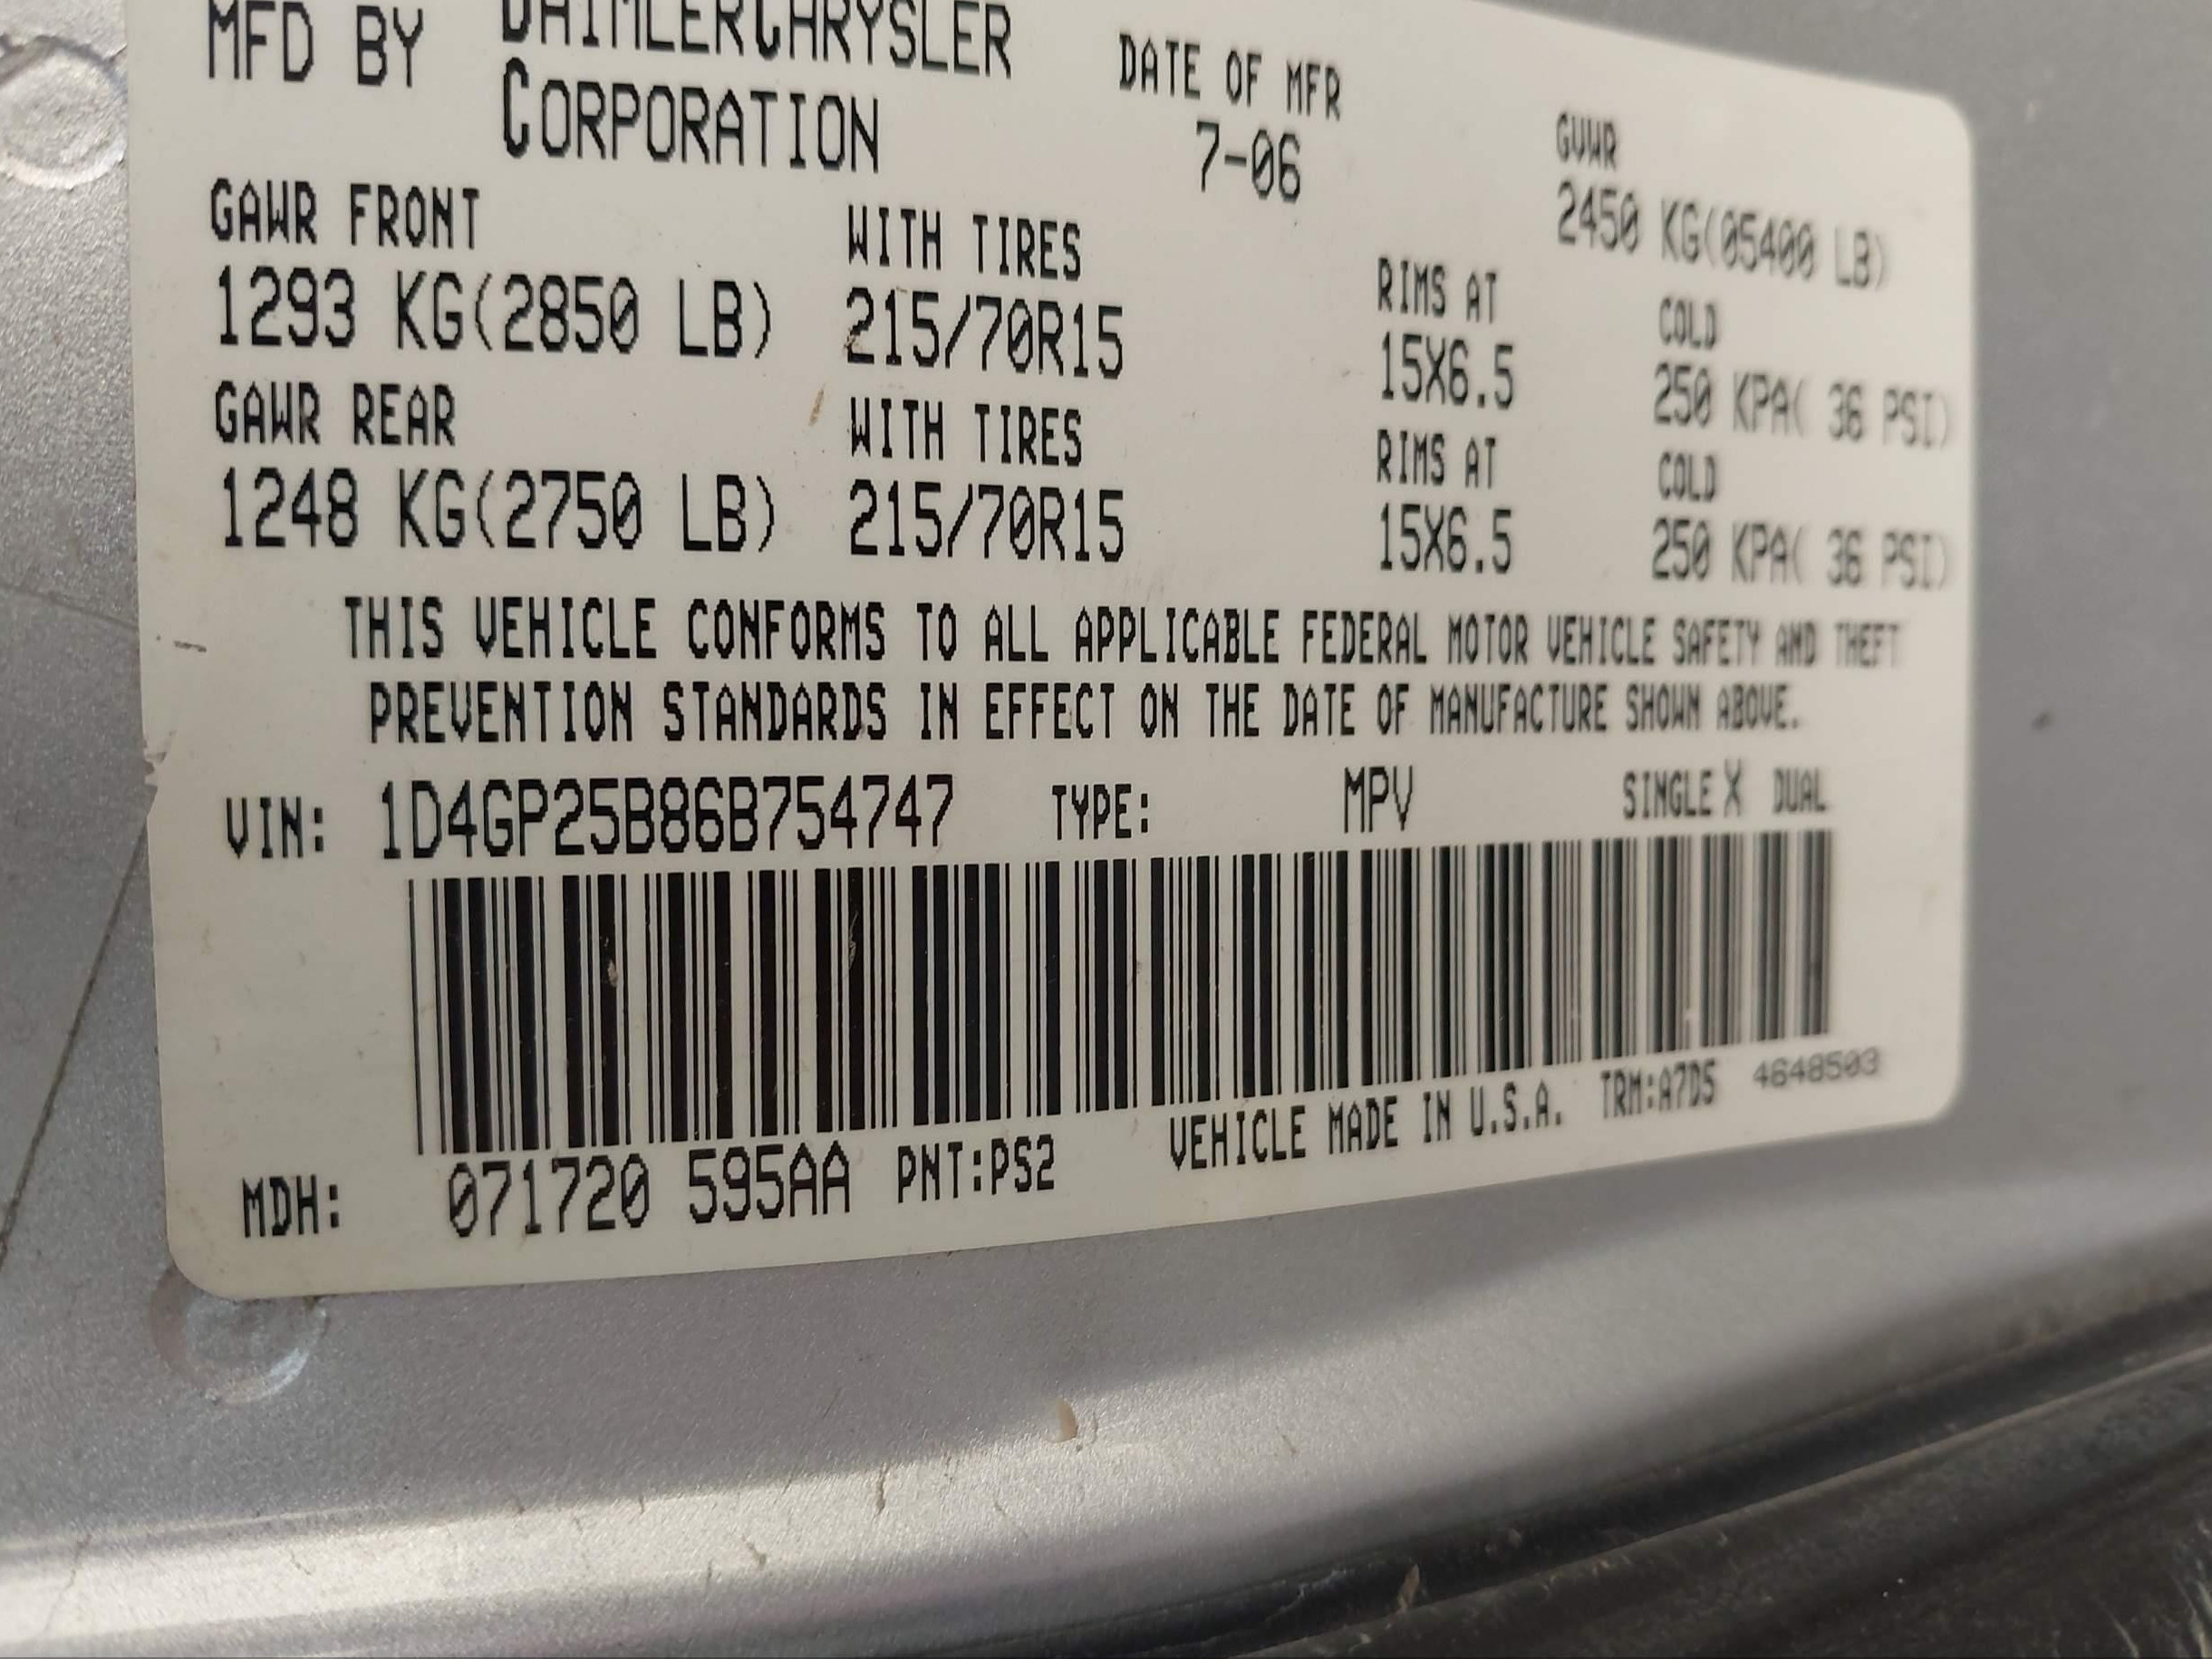 MFD BY DAIMLERCHRYSLER CORPORATION
DATE OF MFR
7-06
GVWR
2450 KG(05400 LB)
GAWR FRONT WITH TIRES RIMS AT COLD
1293 KG(2850 LB) 215/70R15 15X6.5 250 KPA( 36 PSI)
GAWR REAR WITH TIRES RIMS AT COLD
1248 KG(2750 LB) 215/70R15 15X6.5 250 KPA( 36 PSI)
THIS VEHICLE CONFORMS TO ALL APPLICABLE FEDERAL MOTOR VEHICLE SAFETY AND THEFT
PREVENTION STANDARDS IN EFFECT ON THE DATE OF MANUFACTURE SHOWN ABOVE.
VIN: 1D4GP25B86B754747 TYPE: MPV SINGLE X DUAL
MDH: 071720 595AA PNT:PS2 VEHICLE MADE IN U.S.A. TRM:A7D5 4648503